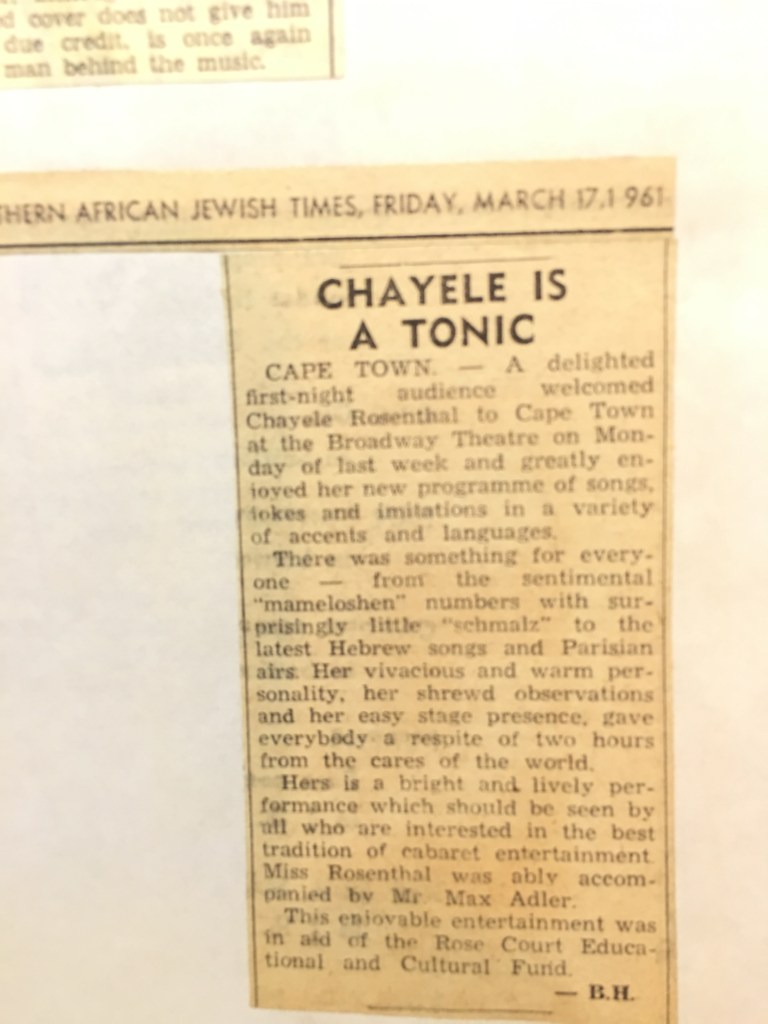 d cover does not give him
due credit. is once again
man behind the music.
THERN AFRICAN JEWISH TIMES, FRIDAY, MARCH 17,1 961
CHAYELE IS
A TONIC
CAPE TOWN. — A delighted
first-night audience welcomed
Chayele Rosenthal to Cape Town
at the Broadway Theatre on Mon-
day of last week and greatly en-
joyed her new programme of songs,
jokes and imitations in a variety
of accents and languages.
There was something for every-
one — from the sentimental
"mameloshen" numbers with sur-
prisingly little "schmalz" to the
latest Hebrew songs and Parisian
airs. Her vivacious and warm per-
sonality, her shrewd observations
and her easy stage presence, gave
everybody a respite of two hours
from the cares of the world.
Hers is a bright and lively per-
formance which should be seen by
all who are interested in the best
tradition of cabaret entertainment.
Miss Rosenthal was ably accom-
panied by Mr. Max Adler.
This enjoyable entertainment was
in aid of the Rose Court Educa-
tional and Cultural Fund.
— B.H.